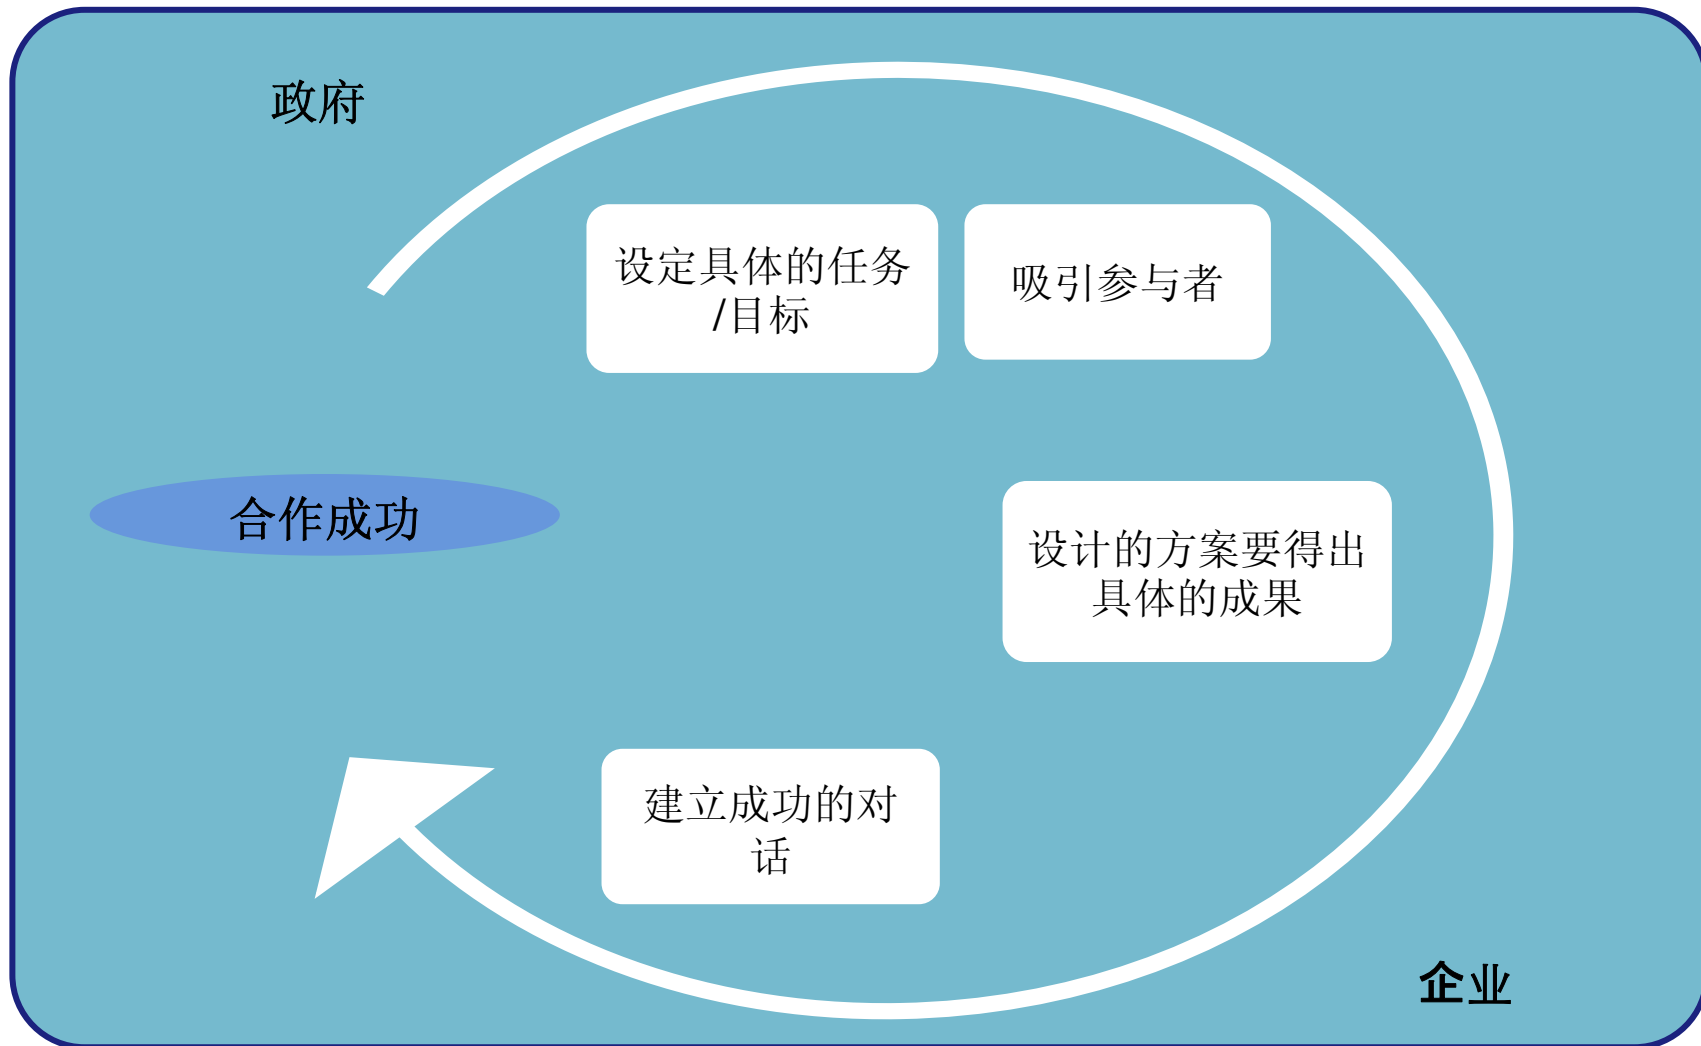 政府
设定具体的任务
/目标
吸引参与者
合作成功
设计的方案要得出
具体的成果
建立成功的对
话
企业